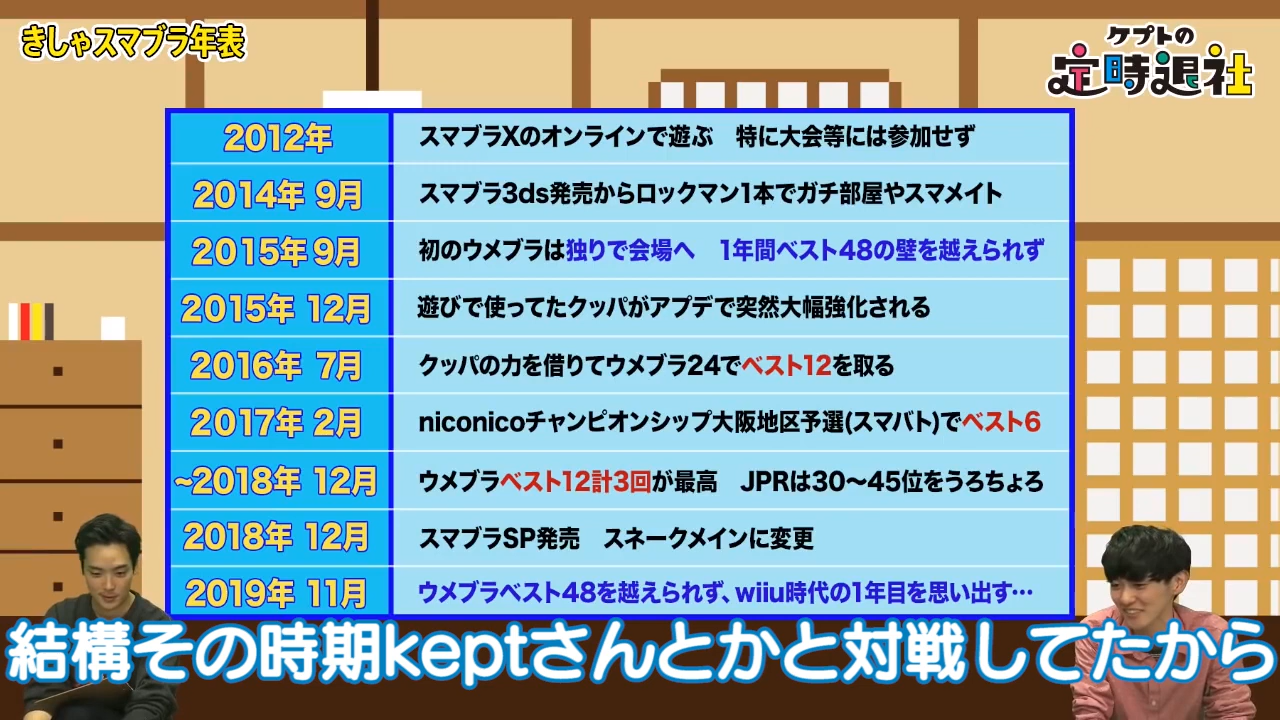 きしゃスマブラ年表
ケプトの
定時退社
2012年 スマブラXのオンラインで遊ぶ　特に大会等には参加せず
2014年 9月 スマブラ3ds発売からロックマン1本でガチ部屋やスマメイト
2015年 9月 初のウメブラは独りで会場へ　1年間ベスト48の壁を越えられず
2015年 12月 遊びで使ってたクッパがアプデで突然大幅強化される
2016年 7月 クッパの力を借りてウメブラ24でベスト12を取る
2017年 2月 niconicoチャンピオンシップ大阪地区予選(スマバト)でベスト6
~2018年 12月 ウメブラベスト12計3回が最高　JPRは30〜45位をうろちょろ
2018年 12月 スマブラSP発売　スネークメインに変更
2019年 11月 ウメブラベスト48を越えられず、wiiu時代の1年目を思い出す…
結構その時期keptさんとかと対戦してたから